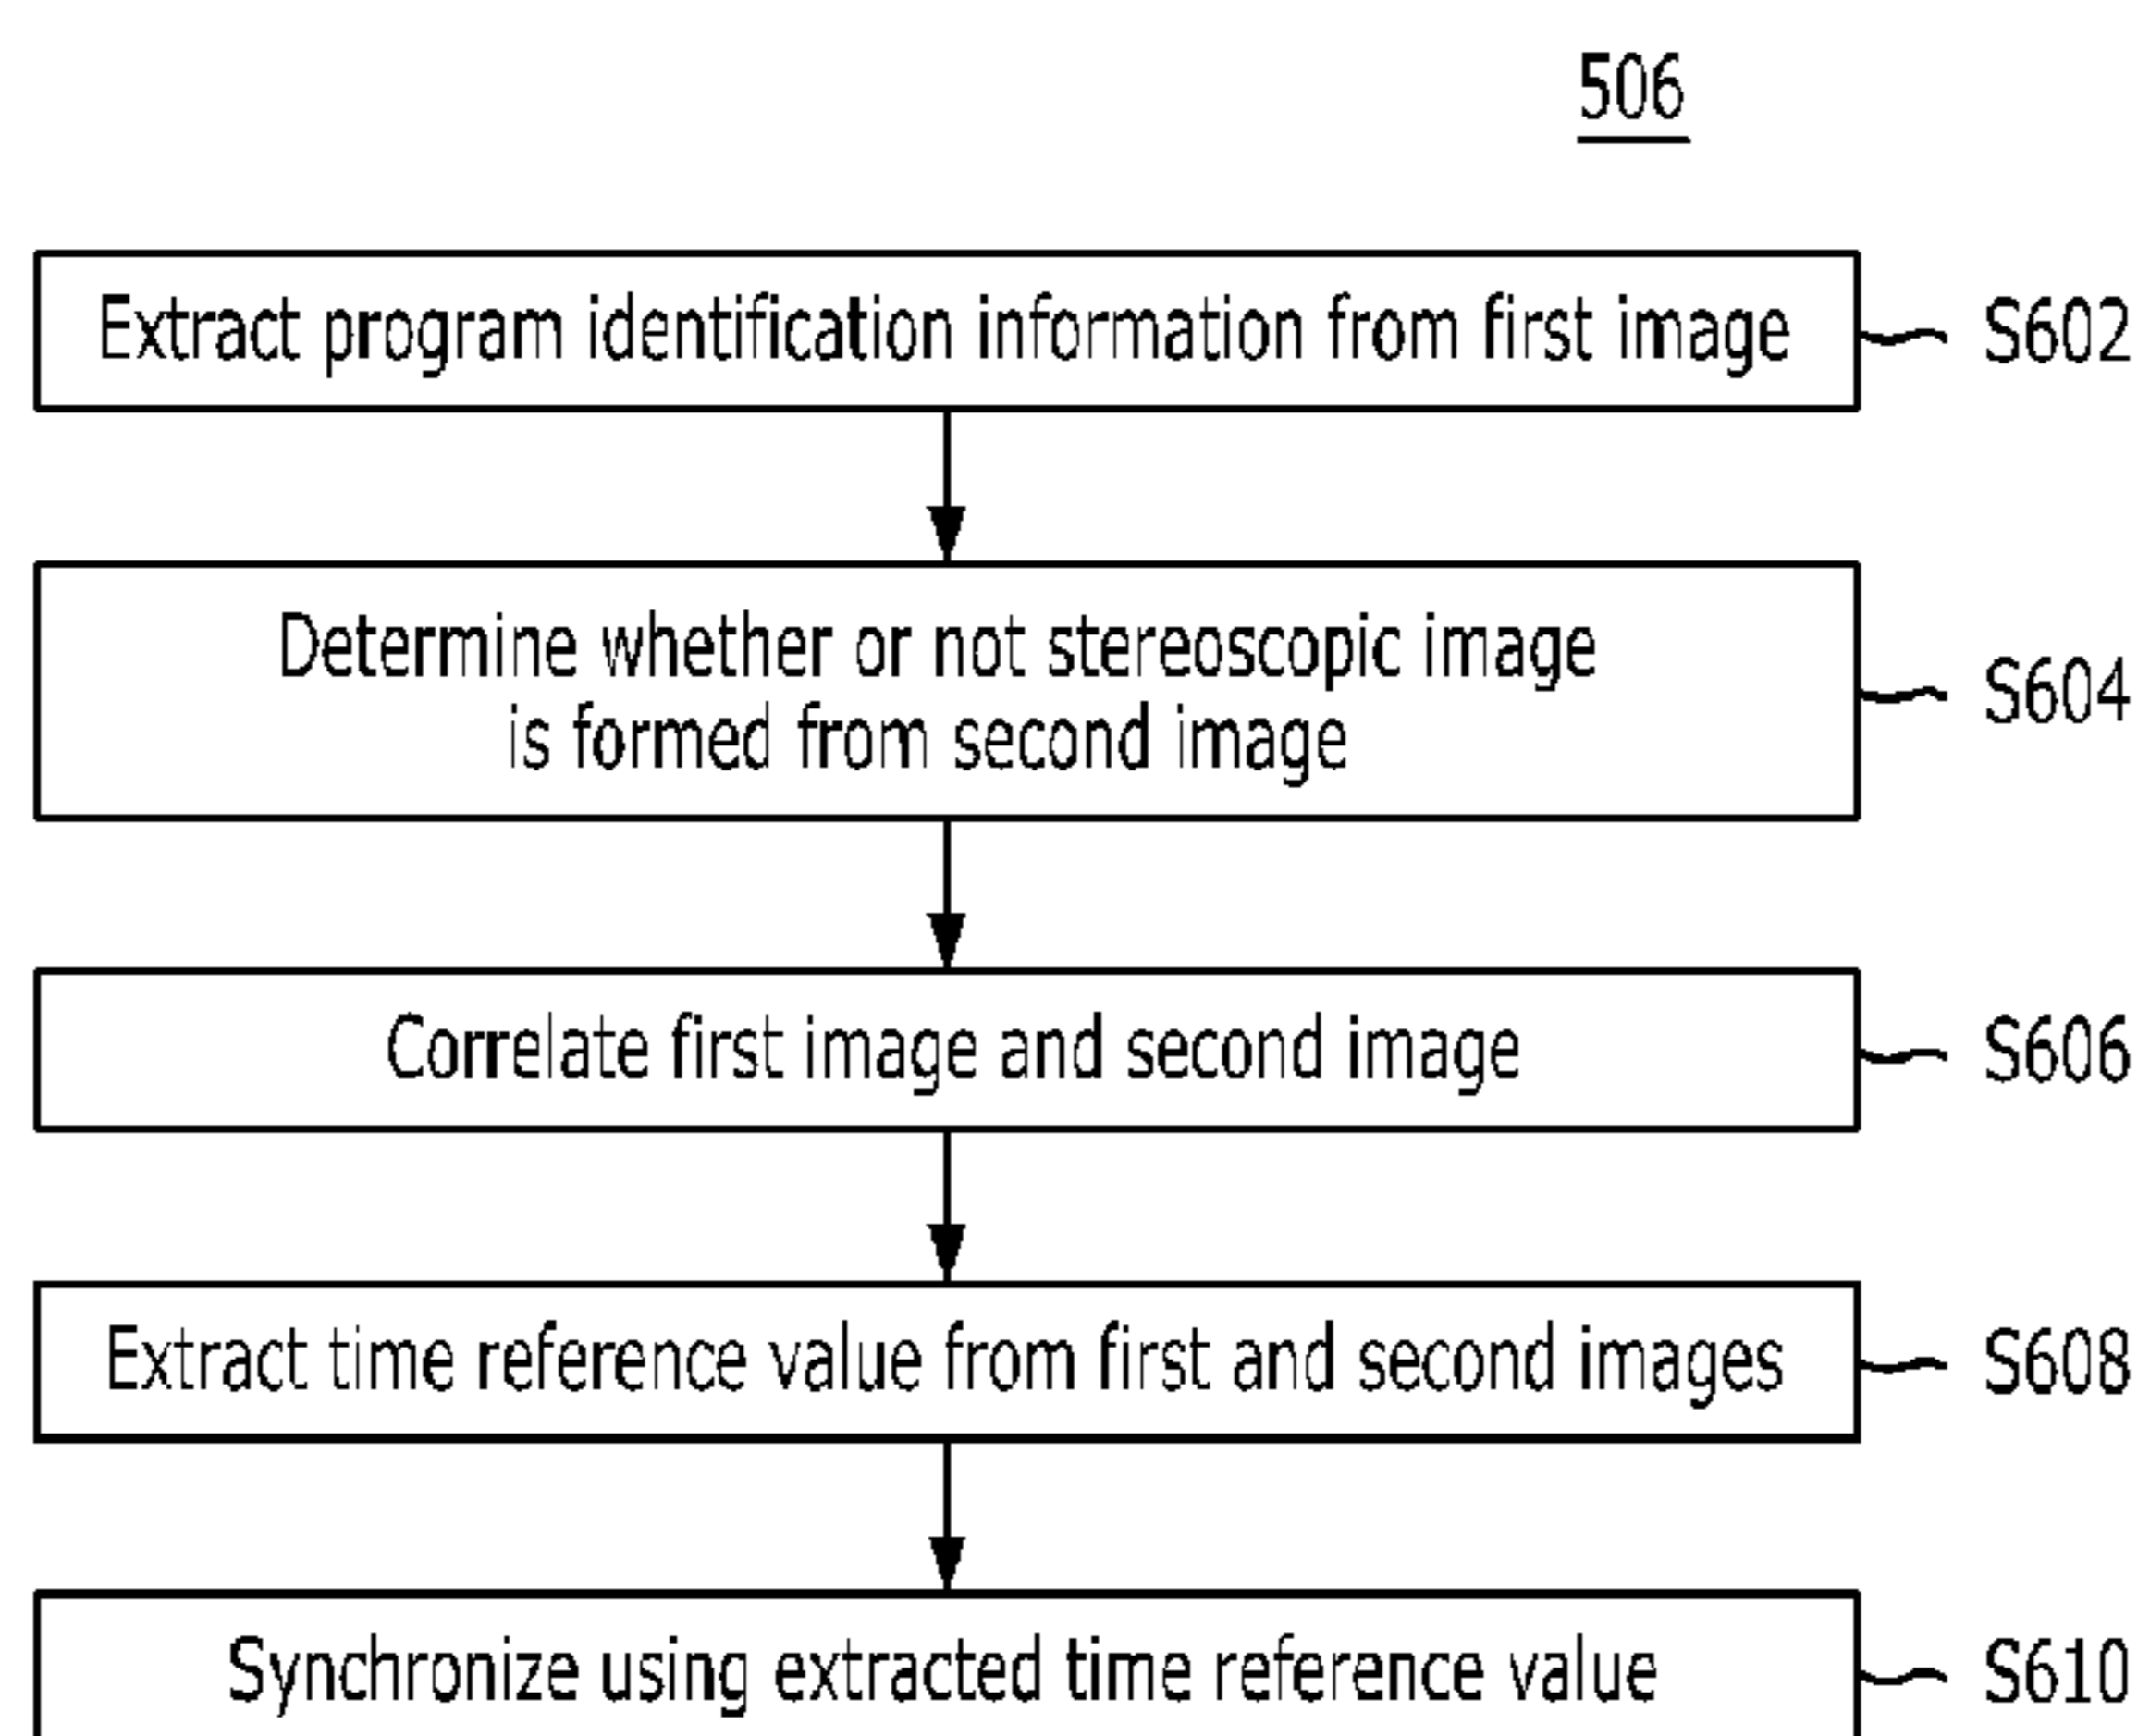 506
Extract program identification information from first image
S602
Determine whether or not stereoscopic image
is formed from second image
S604
Correlate first image and second image
S606
Extract time reference value from first and second images
S608
Synchronize using extracted time reference value
S610